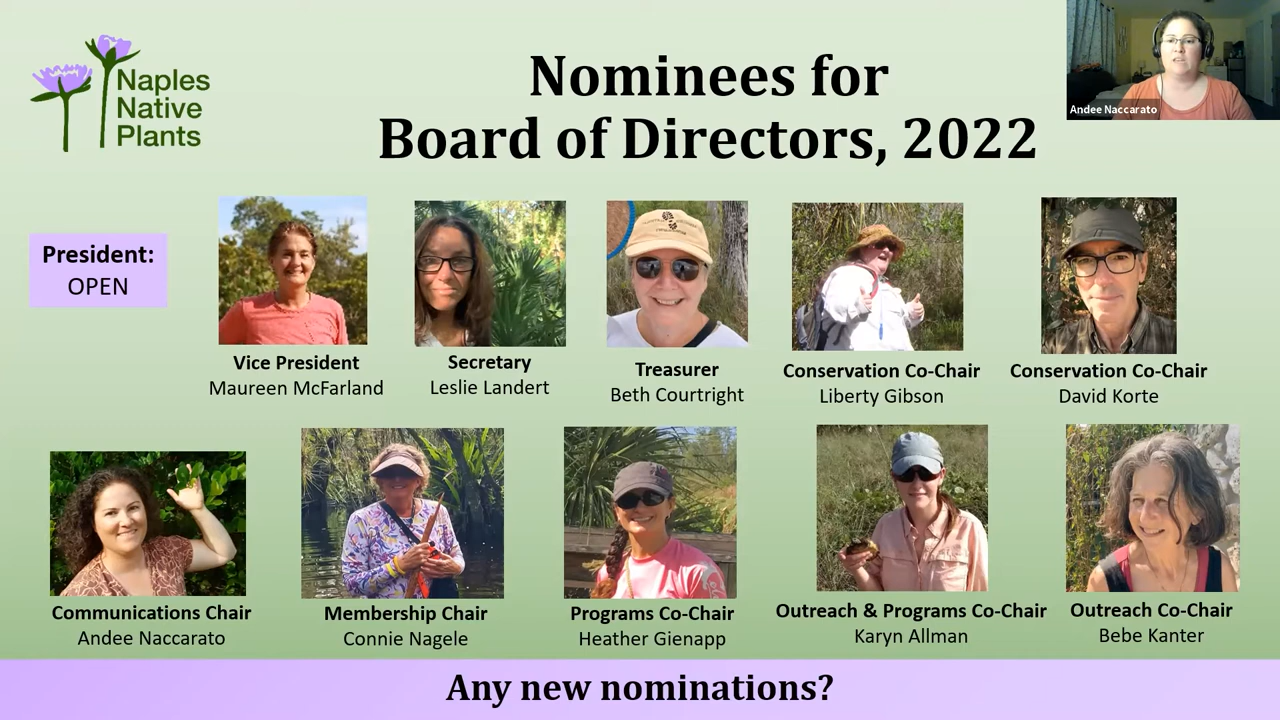 Naples
Native
Plants
Nominees for
Board of Directors, 2022
Andee Naccarato
President:
OPEN
Vice President
Maureen McFarland
Secretary
Leslie Landert
Treasurer
Beth Courtright
Conservation Co-Chair
Liberty Gibson
Conservation Co-Chair
David Korte
Communications Chair
Andee Naccarato
Membership Chair
Connie Nagele
Programs Co-Chair
Heather Gienapp
Outreach & Programs Co-Chair
Karyn Allman
Outreach Co-Chair
Bebe Kanter
Any new nominations?